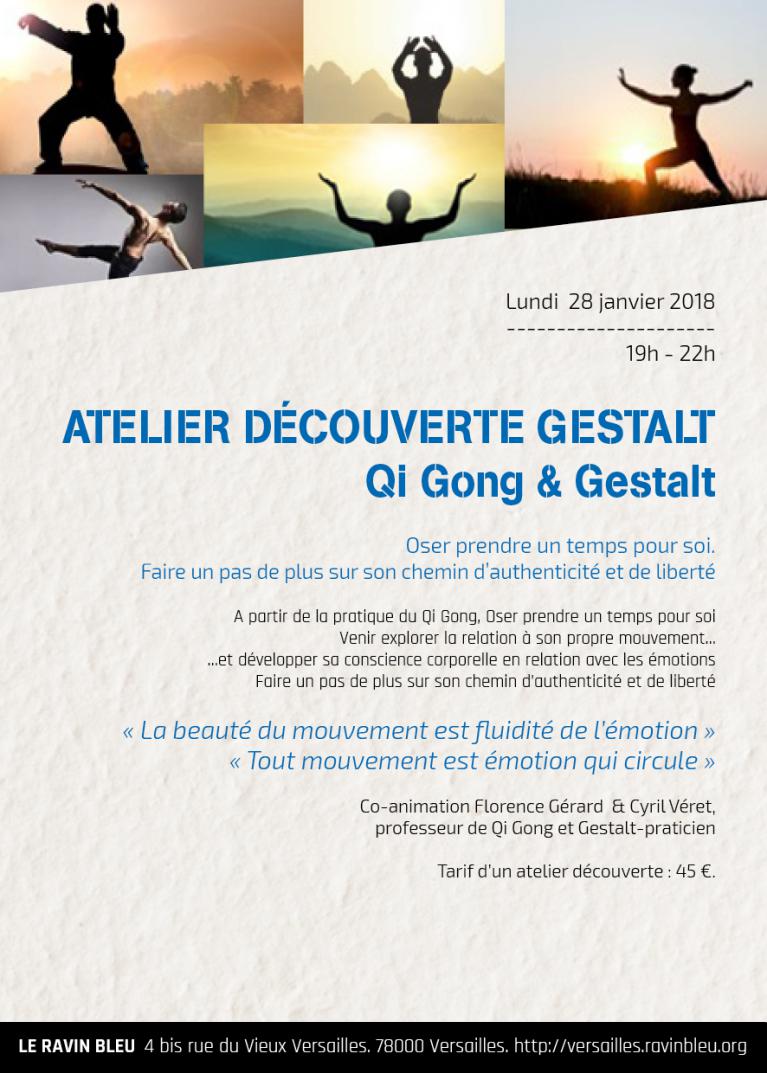 Lundi 28 janvier 2018
---------------------
19h - 22h
ATELIER DÉCOUVERTE GESTALT
Qi Gong & Gestalt
Oser prendre un temps pour soi.
Faire un pas de plus sur son chemin d'authenticité et de liberté
A partir de la pratique du Qi Gong, Oser prendre un temps pour soi
Venir explorer la relation à son propre mouvement...
...et développer sa conscience corporelle en relation avec les émotions
Faire un pas de plus sur son chemin d'authenticité et de liberté
« La beauté du mouvement est fluidité de l'émotion »
« Tout mouvement est émotion qui circule »
Co-animation Florence Gérard & Cyril Véret,
professeur de Qi Gong et Gestalt-praticien
Tarif d'un atelier découverte : 45 €.
LE RAVIN BLEU 4 bis rue du Vieux Versailles. 78000 Versailles. http://versailles.ravinbleu.org